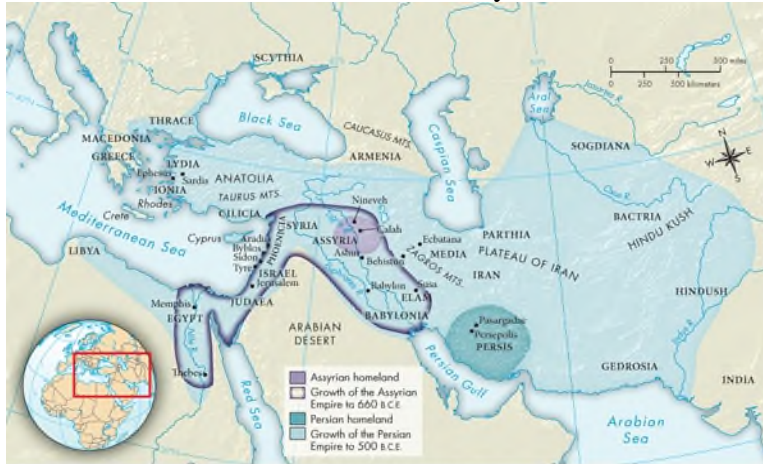 SCYTHIA
0 250 500 miles
0 250 500 kilometers
Aral
Sea
Jaxartes R.
THRACE
Black Sea
CAUCASUS MTS.
Caspian Sea
SOGDIANA
N
W E
S
MACEDONIA
GREECE
LYDIA
ARMENIA
Oxus R.
Ephesus
Sardis
ANATOLIA
IONIA
TAURUS MTS.
Nineveh
BACTRIA
HINDU KUSH
Rhodes
CILICIA
Crete
SYRIA
Calah
PARTHIA
Mediterranean Sea
Cyprus
Aradus
ASSYRIA
Ecbatana
MEDIA
PLATEAU OF IRAN
Byblos
PHOENICIA
Ashur
Behistun
ZAGROS MTS.
LIBYA
Sidon
IRAN
Tyre
ISRAEL
Euphrates R.
Babylon
Susa
HINDUSH
Jerusalem
ELAM
Memphis
JUDAEA
BABYLONIA
Indus R.
EGYPT
ARABIAN
DESERT
Pasargadae
Persepolis
Nile R.
PERSIS
Thebes
Persian Gulf
GEDROSIA
INDIA
Red Sea
Arabian
Sea
Assyrian homeland
Growth of the Assyrian
Empire to 660 B.C.E.
Persian homeland
Growth of the Persian
Empire to 500 B.C.E.